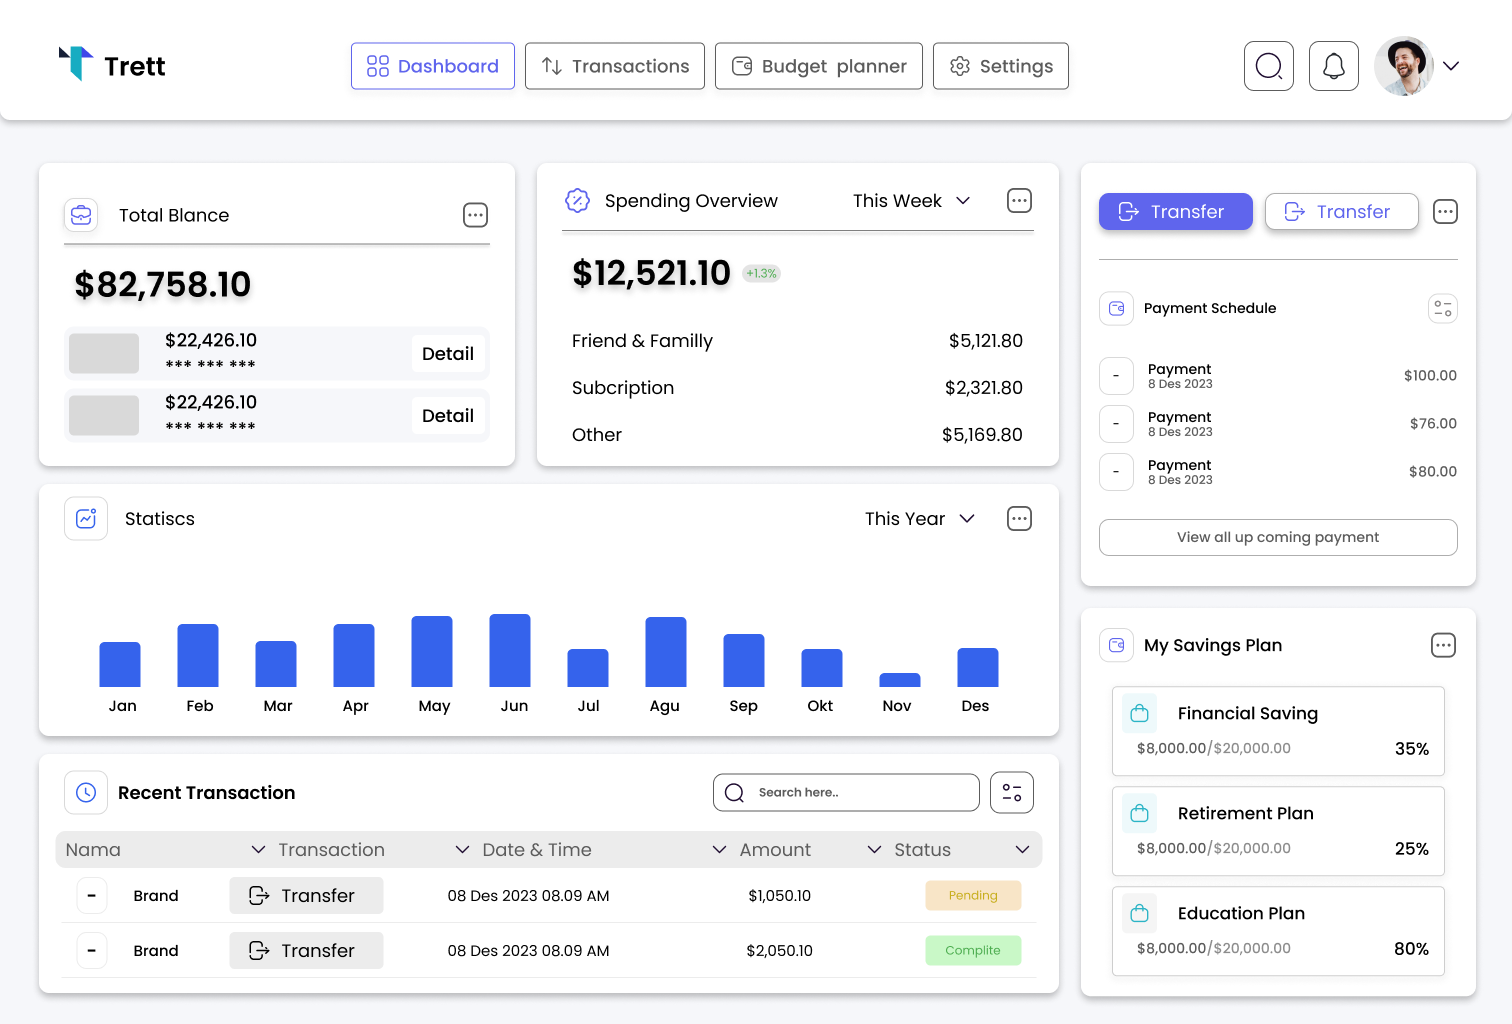 Trett
Dashboard
Transactions
Budget planner
Settings
Total Blance
$82,758.10
$22,426.10
*** *** ***
Detail
$22,426.10
*** *** ***
Detail
Spending Overview
This Week
$12,521.10 +1.3%
Friend & Familly $5,121.80
Subcription $2,321.80
Other $5,169.80
Transfer
Transfer
Payment Schedule
- Payment
8 Des 2023
$100.00
- Payment
8 Des 2023
$76.00
- Payment
8 Des 2023
$80.00
View all up coming payment
Statiscs
This Year
Jan Feb Mar Apr May Jun Jul Agu Sep Okt Nov Des
My Savings Plan
Financial Saving
$8,000.00/$20,000.00 35%
Retirement Plan
$8,000.00/$20,000.00 25%
Education Plan
$8,000.00/$20,000.00 80%
Recent Transaction
Search here..
Nama Transaction Date & Time Amount Status
- Brand Transfer 08 Des 2023 08.09 AM $1,050.10 Pending
- Brand Transfer 08 Des 2023 08.09 AM $2,050.10 Complite